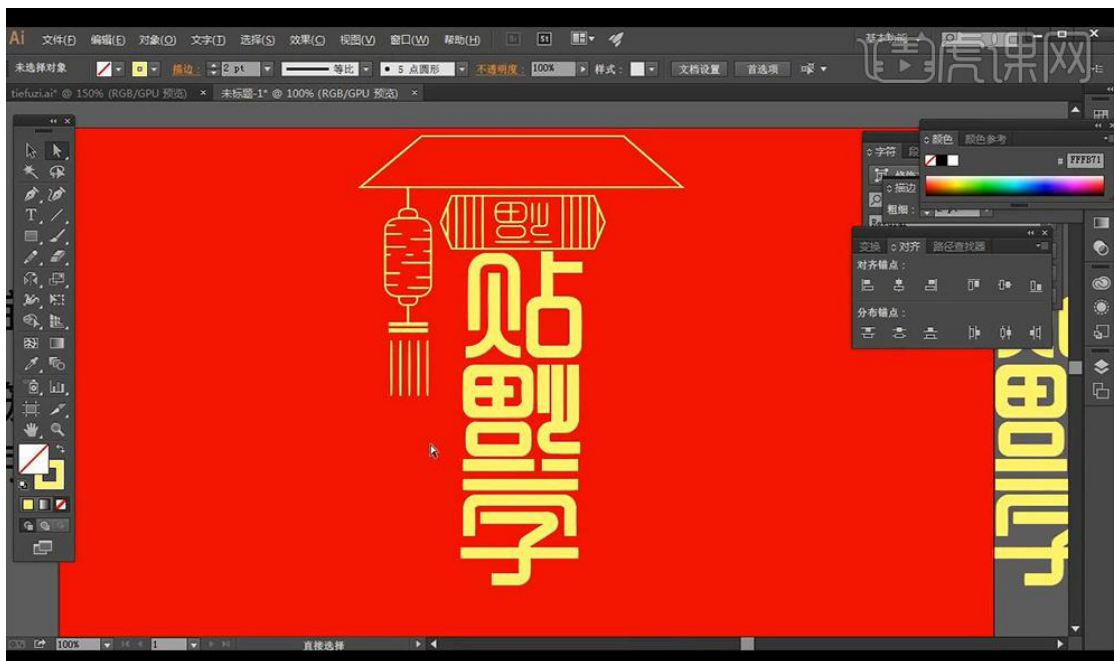 Ai 文件(F) 编辑(E) 对象(O) 文字(T) 选择(S) 效果(C) 视图(V) 窗口(W) 帮助(H) Br St
虎课网
未选择对象 描边: 2 pt 等比 5 点圆形 不透明度: 100% 样式: 文档设置 首选项
tiefuzi.ai* @ 150% (RGB/GPU 预览) × 未标题-1* @ 100% (RGB/GPU 预览) ×
颜色 颜色参考
字符 段
# FFFB71
描边
粗细:
变换 对齐 路径查找器
对齐锚点:
分布锚点:
福
贴
福
字
100% 1 直接选择